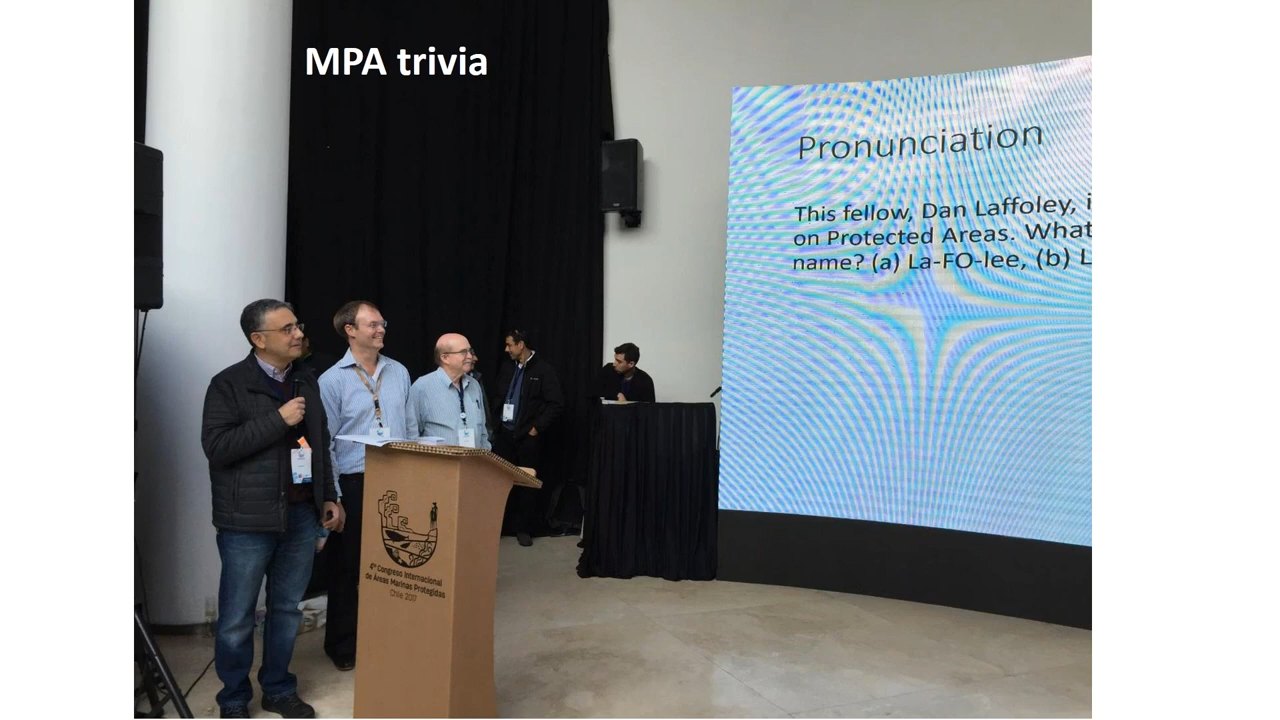 MPA trivia
Pronunciation
This fellow, Dan Laffoley, i
on Protected Areas. What
name? (a) La-FO-lee, (b) L
4º Congreso Internacional
de Áreas Marinas Protegidas
Chile 2017